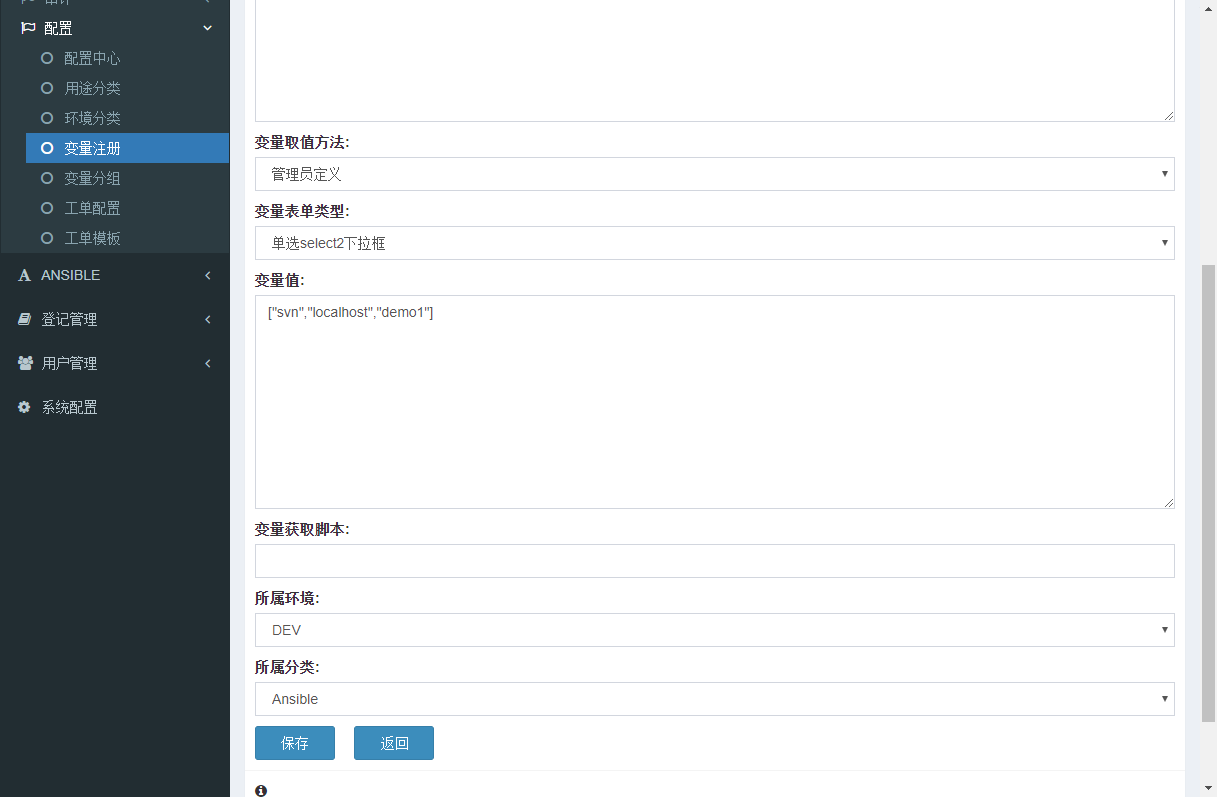 审计
配置
配置中心
用途分类
环境分类
变量注册
变量分组
工单配置
工单模板
ANSIBLE
登记管理
用户管理
系统配置
变量取值方法:
管理员定义
变量表单类型:
单选select2下拉框
变量值:
["svn","localhost","demo1"]
变量获取脚本:
所属环境:
DEV
所属分类:
Ansible
保存
返回